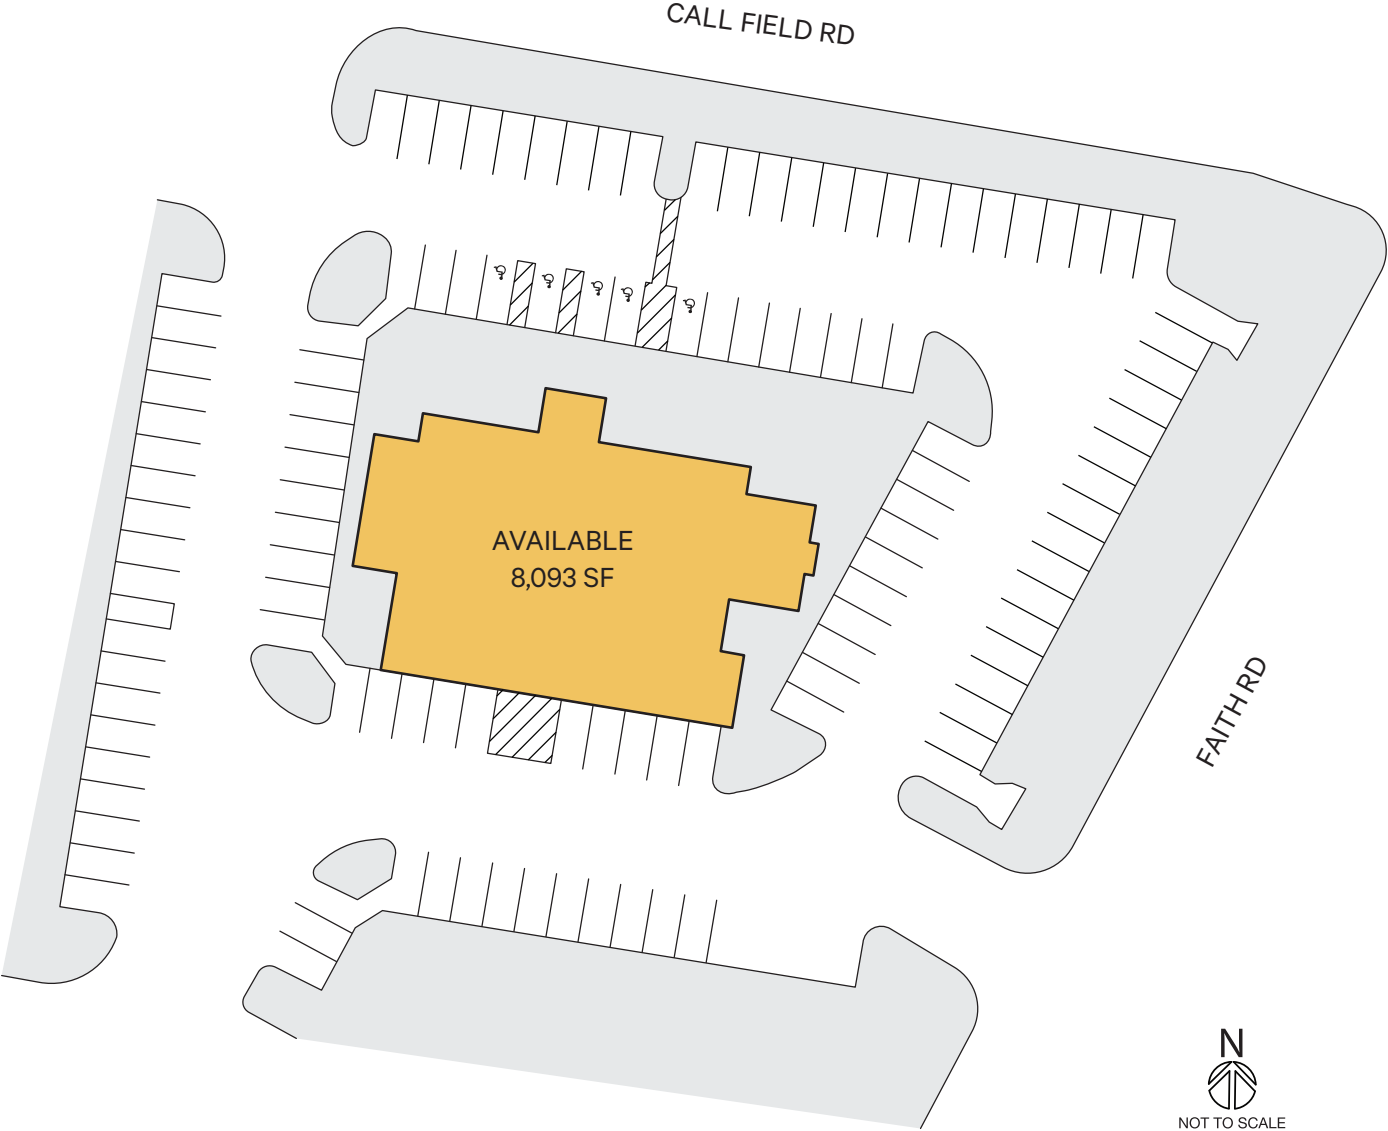 CALL FIELD RD
AVAILABLE
8,093 SF
FAITH RD
N
NOT TO SCALE